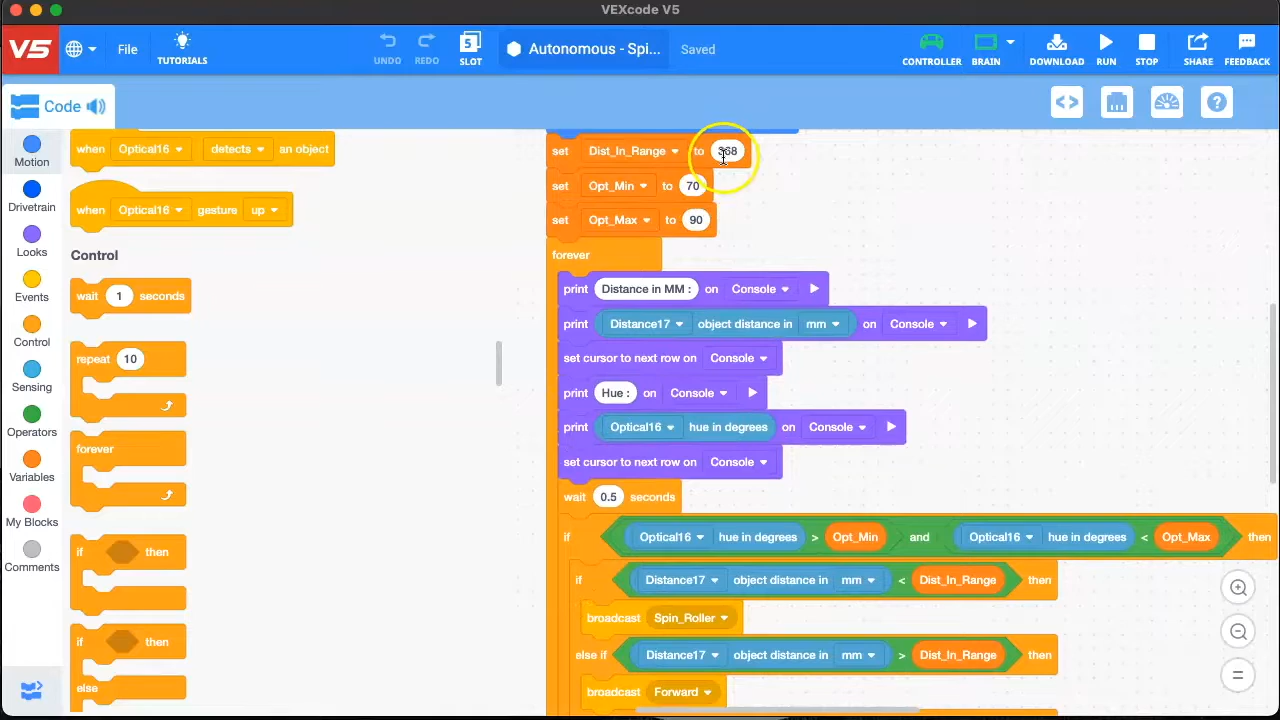 VEXcode V5
V5
File
TUTORIALS
UNDO
REDO
5
SLOT
Autonomous - Spi...
Saved
CONTROLLER
BRAIN
DOWNLOAD
RUN
STOP
SHARE
FEEDBACK
Code
Motion
Drivetrain
Looks
Events
Control
Sensing
Operators
Variables
My Blocks
Comments
when Optical16 detects an object
when Optical16 gesture up
Control
wait 1 seconds
repeat 10
forever
if then
if then
else
set Dist_In_Range to 368
set Opt_Min to 70
set Opt_Max to 90
forever
print Distance in MM : on Console
print Distance17 object distance in mm on Console
set cursor to next row on Console
print Hue : on Console
print Optical16 hue in degrees on Console
set cursor to next row on Console
wait 0.5 seconds
if Optical16 hue in degrees > Opt_Min and Optical16 hue in degrees < Opt_Max then
if Distance17 object distance in mm < Dist_In_Range then
broadcast Spin_Roller
else if Distance17 object distance in mm > Dist_In_Range then
broadcast Forward